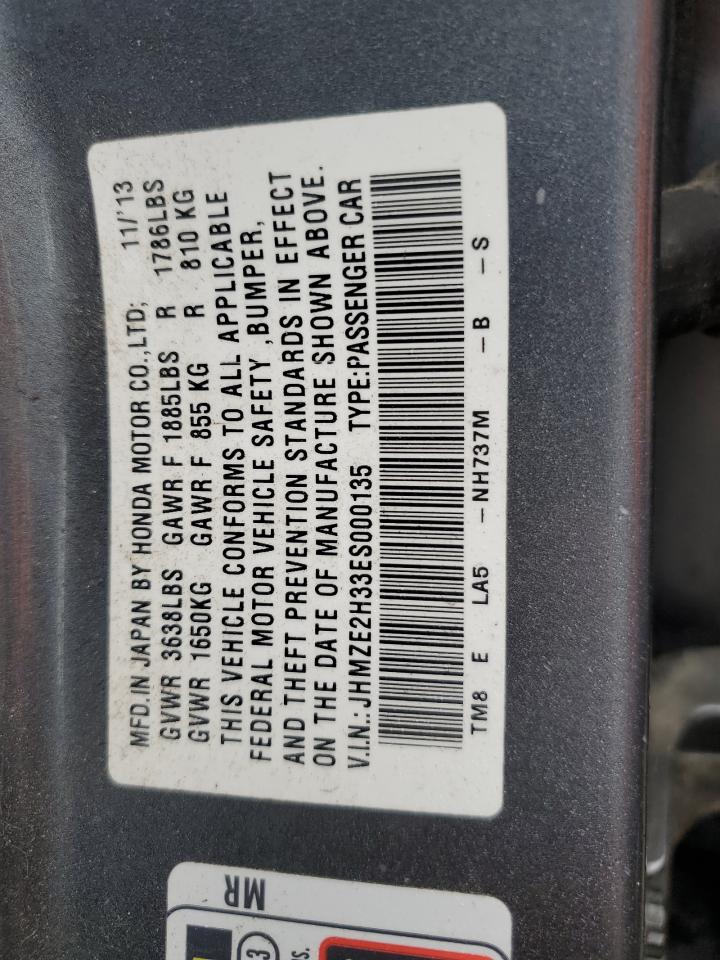 MFD.IN JAPAN BY HONDA MOTOR CO.,LTD; 11/'13
GVWR 3638LBS GAWR F 1885LBS R 1786LBS
GVWR 1650KG GAWR F 855 KG R 810 KG
THIS VEHICLE CONFORMS TO ALL APPLICABLE
FEDERAL MOTOR VEHICLE SAFETY ,BUMPER,
AND THEFT PREVENTION STANDARDS IN EFFECT
ON THE DATE OF MANUFACTURE SHOWN ABOVE.
V.I.N.: JHMZE2H33ES000135 TYPE:PASSENGER CAR
TM8 E LA5 -NH737M -B -S
MR
3
s.